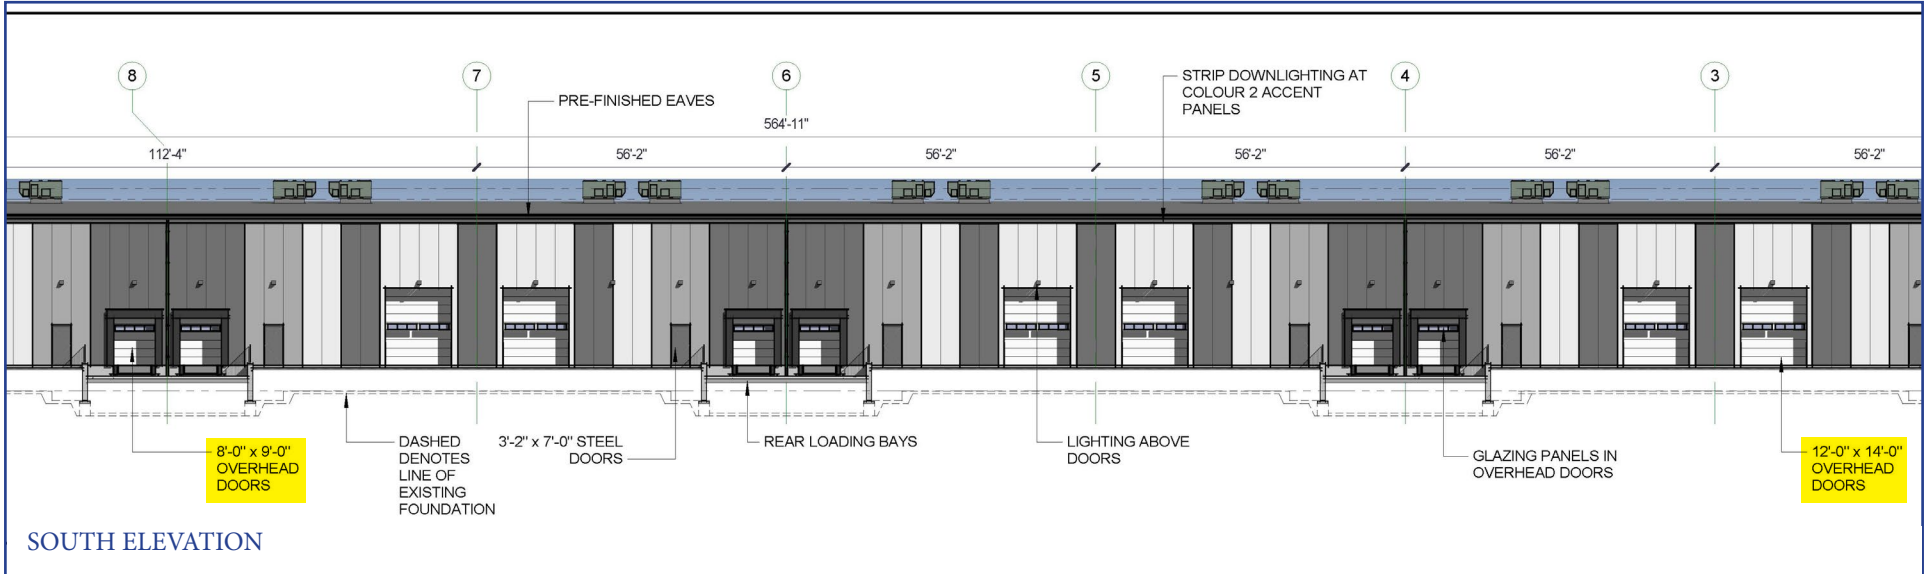 8
7
6
5
4
3
PRE-FINISHED EAVES
STRIP DOWNLIGHTING AT
COLOUR 2 ACCENT
PANELS
564'-11"
112'-4"
56'-2"
56'-2"
56'-2"
56'-2"
56'-2"
8'-0" x 9'-0"
OVERHEAD
DOORS
DASHED
DENOTES
LINE OF
EXISTING
FOUNDATION
3'-2" x 7'-0" STEEL
DOORS
REAR LOADING BAYS
LIGHTING ABOVE
DOORS
GLAZING PANELS IN
OVERHEAD DOORS
12'-0" x 14'-0"
OVERHEAD
DOORS
SOUTH ELEVATION